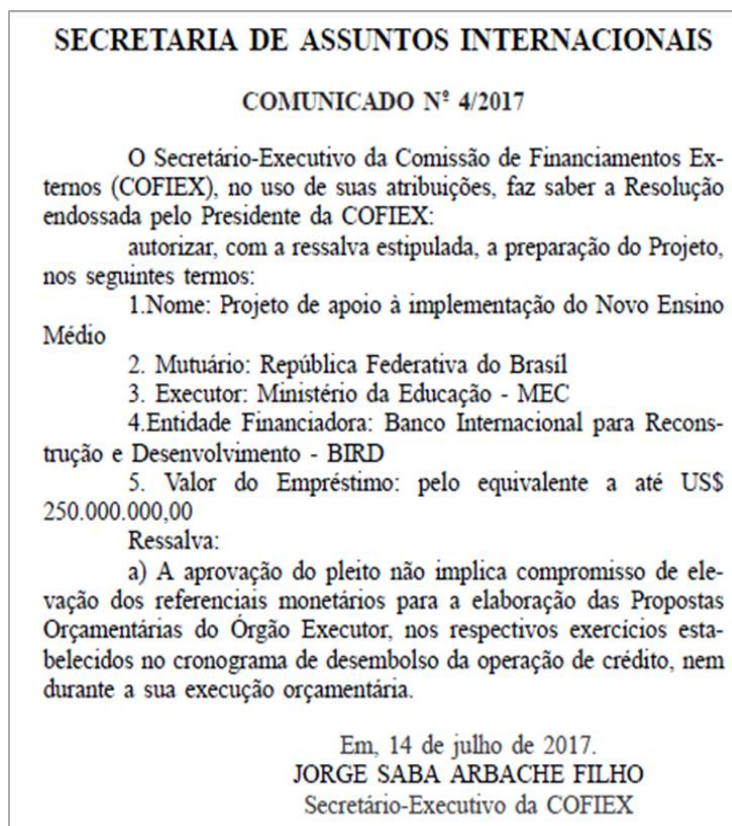 SECRETARIA DE ASSUNTOS INTERNACIONAIS
COMUNICADO Nº 4/2017
O Secretário-Executivo da Comissão de Financiamentos Ex-
ternos (COFIEX), no uso de suas atribuições, faz saber a Resolução
endossada pelo Presidente da COFIEX:
autorizar, com a ressalva estipulada, a preparação do Projeto,
nos seguintes termos:
1.Nome: Projeto de apoio à implementação do Novo Ensino
Médio
2. Mutuário: República Federativa do Brasil
3. Executor: Ministério da Educação - MEC
4.Entidade Financiadora: Banco Internacional para Recons-
trução e Desenvolvimento - BIRD
5. Valor do Empréstimo: pelo equivalente a até US$
250.000.000,00
Ressalva:
a) A aprovação do pleito não implica compromisso de ele-
vação dos referenciais monetários para a elaboração das Propostas
Orçamentárias do Órgão Executor, nos respectivos exercícios esta-
belecidos no cronograma de desembolso da operação de crédito, nem
durante a sua execução orçamentária.
Em, 14 de julho de 2017.
JORGE SABA ARBACHE FILHO
Secretário-Executivo da COFIEX